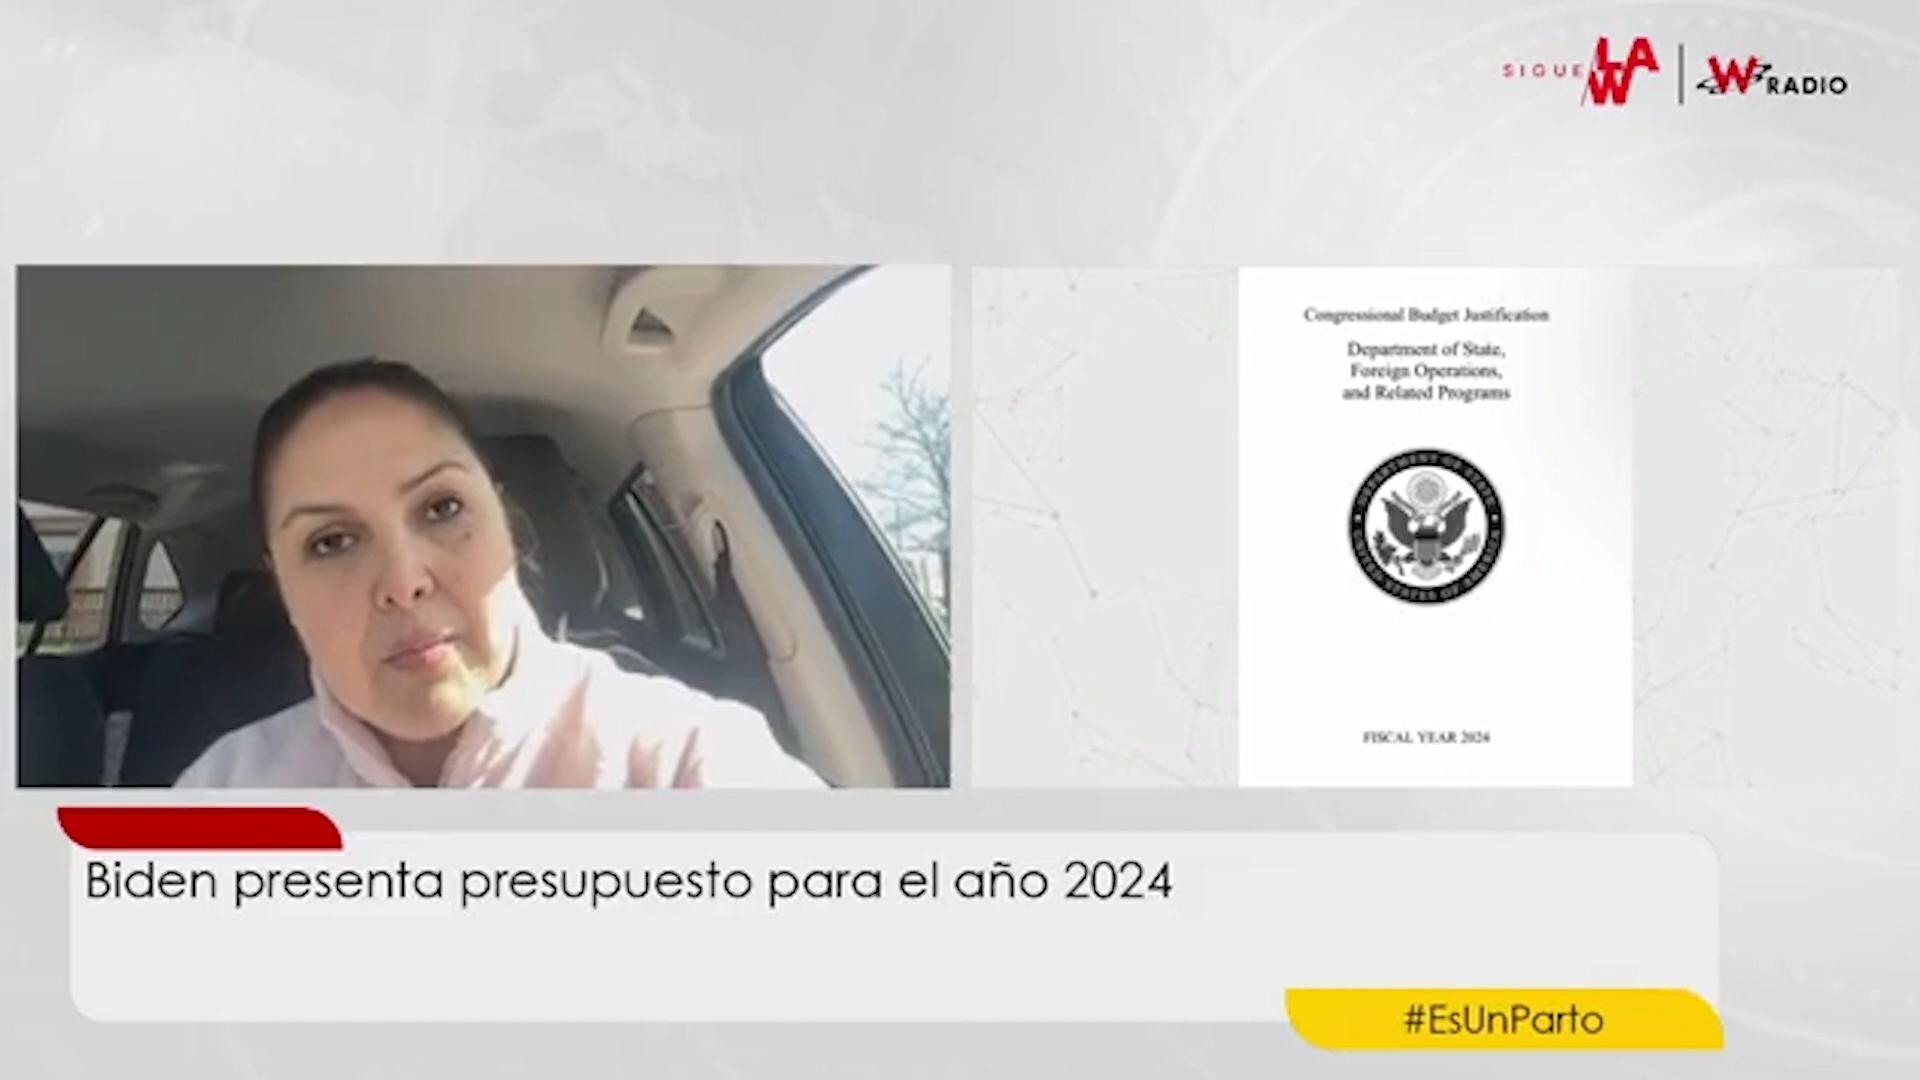 SIGUE LA W
W RADIO
Congressional Budget Justification
Department of State,
Foreign Operations,
and Related Programs
FISCAL YEAR 2024
Biden presenta presupuesto para el año 2024
#EsUnParto